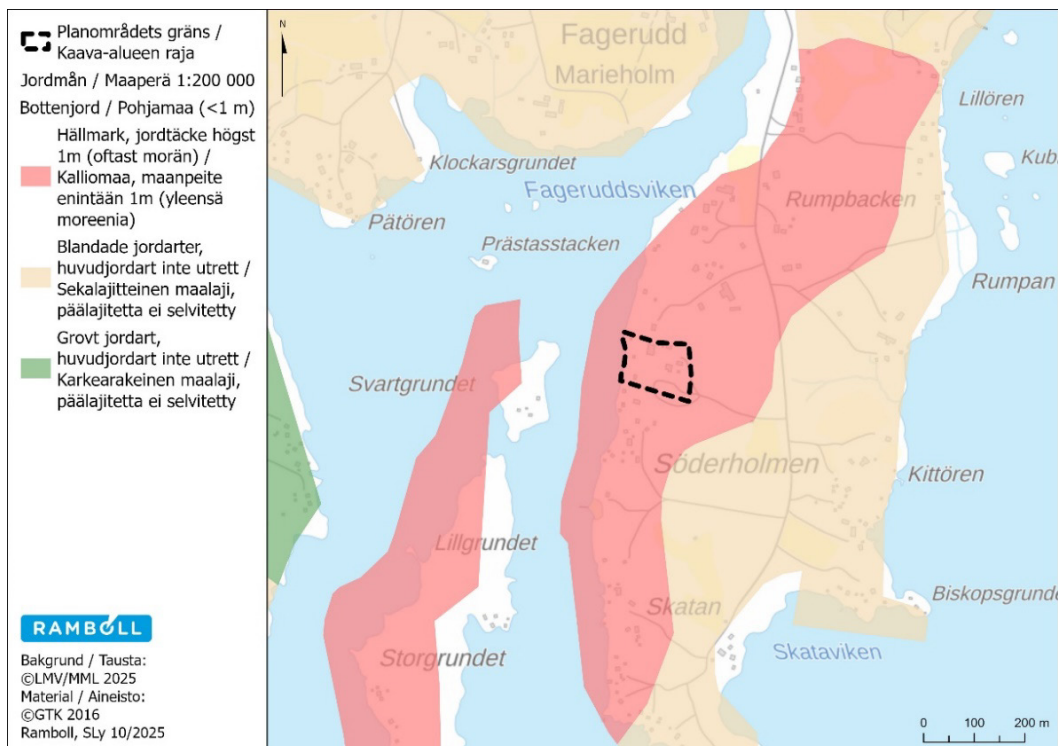 Planområdets gräns /
Kaava-alueen raja
Jordmån / Maaperä 1:200 000
Bottenjord / Pohjamaa (<1 m)
Hällmark, jordtäcke högst
1m (oftast morän) /
Kalliomaa, maanpeite
enintään 1m (yleensä
moreenia)
Blandade jordarter,
huvudjordart inte utrett /
Sekalajitteinen maalaji,
päälajitetta ei selvitetty
Grovt jordart,
huvudjordart inte utrett /
Karkearakeinen maalaji,
päälajitetta ei selvitetty
RAMBOLL
Bakgrund / Tausta:
©LMV/MML 2025
Material / Aineisto:
©GTK 2016
Ramboll, SLy 10/2025
N
Fagerudd
Marieholm
Lillören
Klockarsgrundet
Kuba
Fageruddsviken
Rumpbacken
Pätören
Prästasstacken
Rumpan
Svartgrundet
Söderholmen
Kittören
Lillgrundet
Biskopsgrunde
Skatan
Storgrundet
Skataviken
0 100 200 m